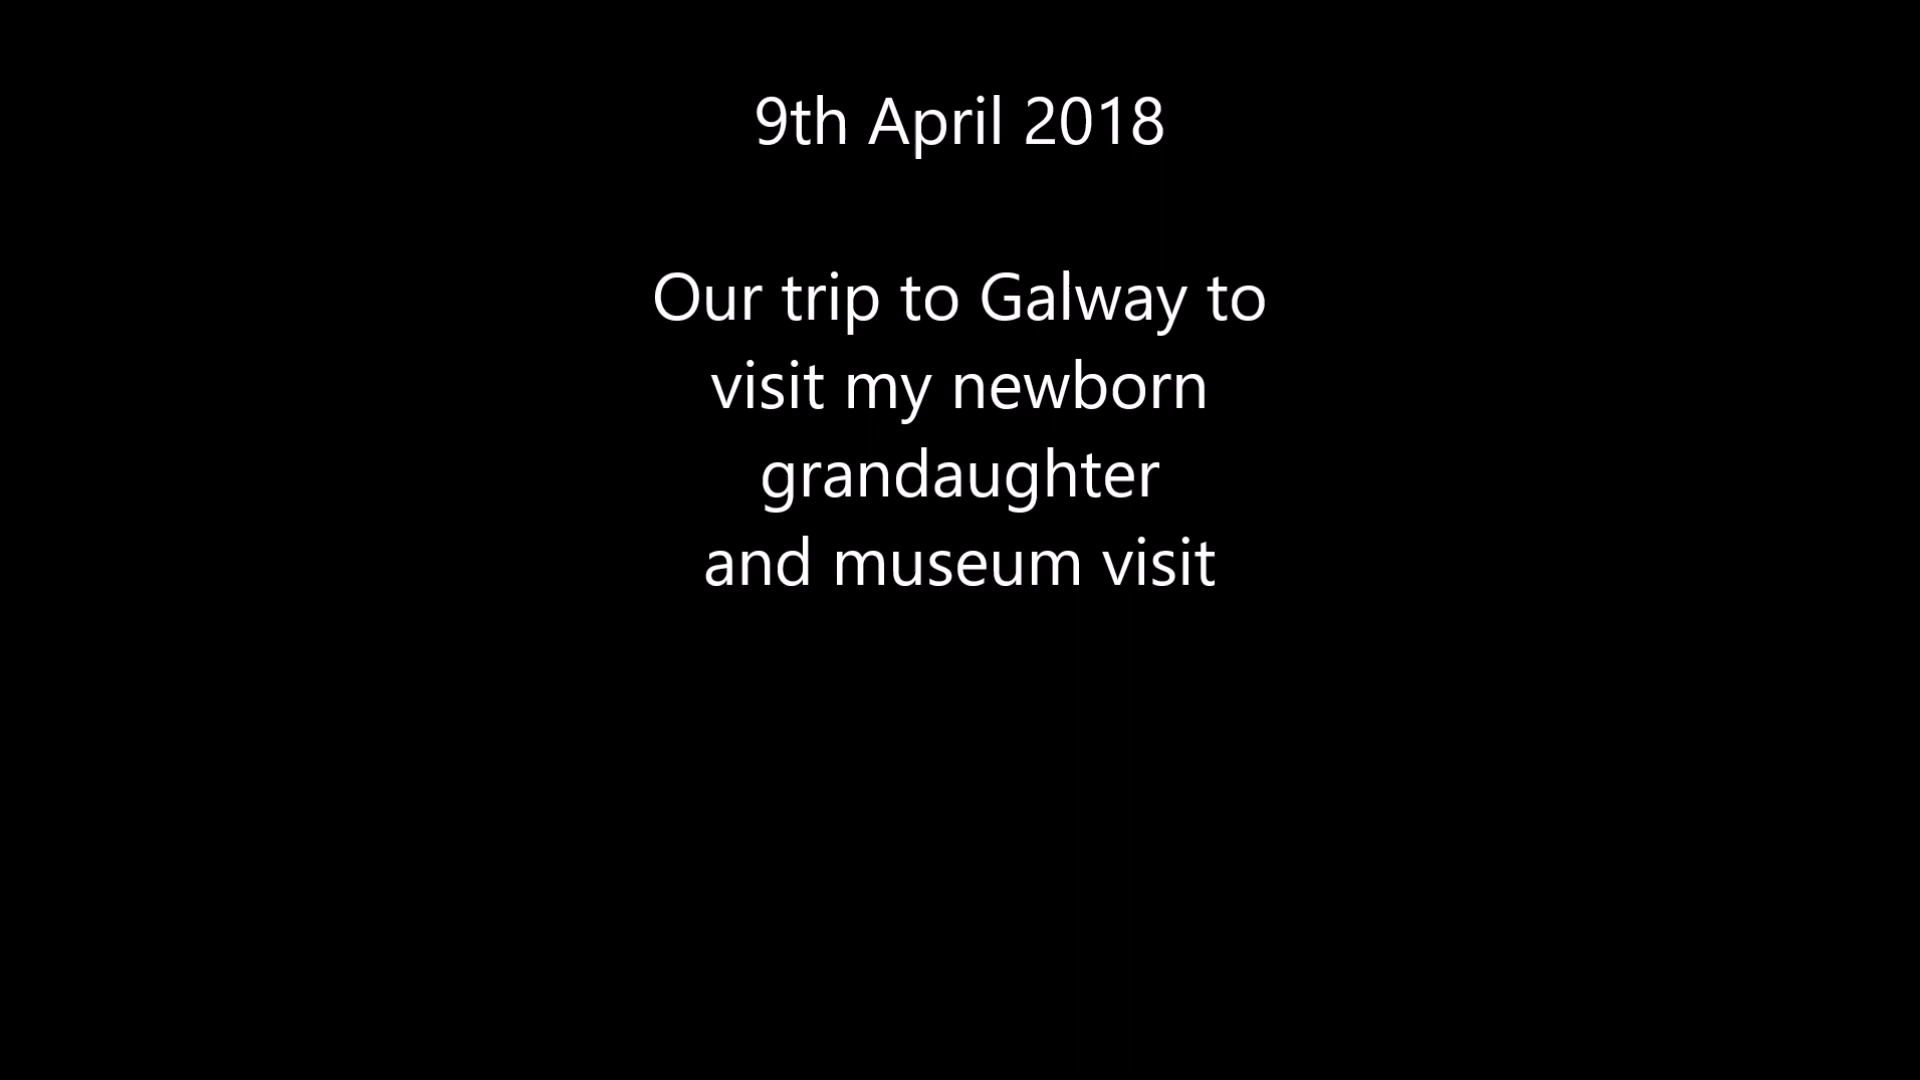 9th April 2018
Our trip to Galway to
visit my newborn
grandaughter
and museum visit